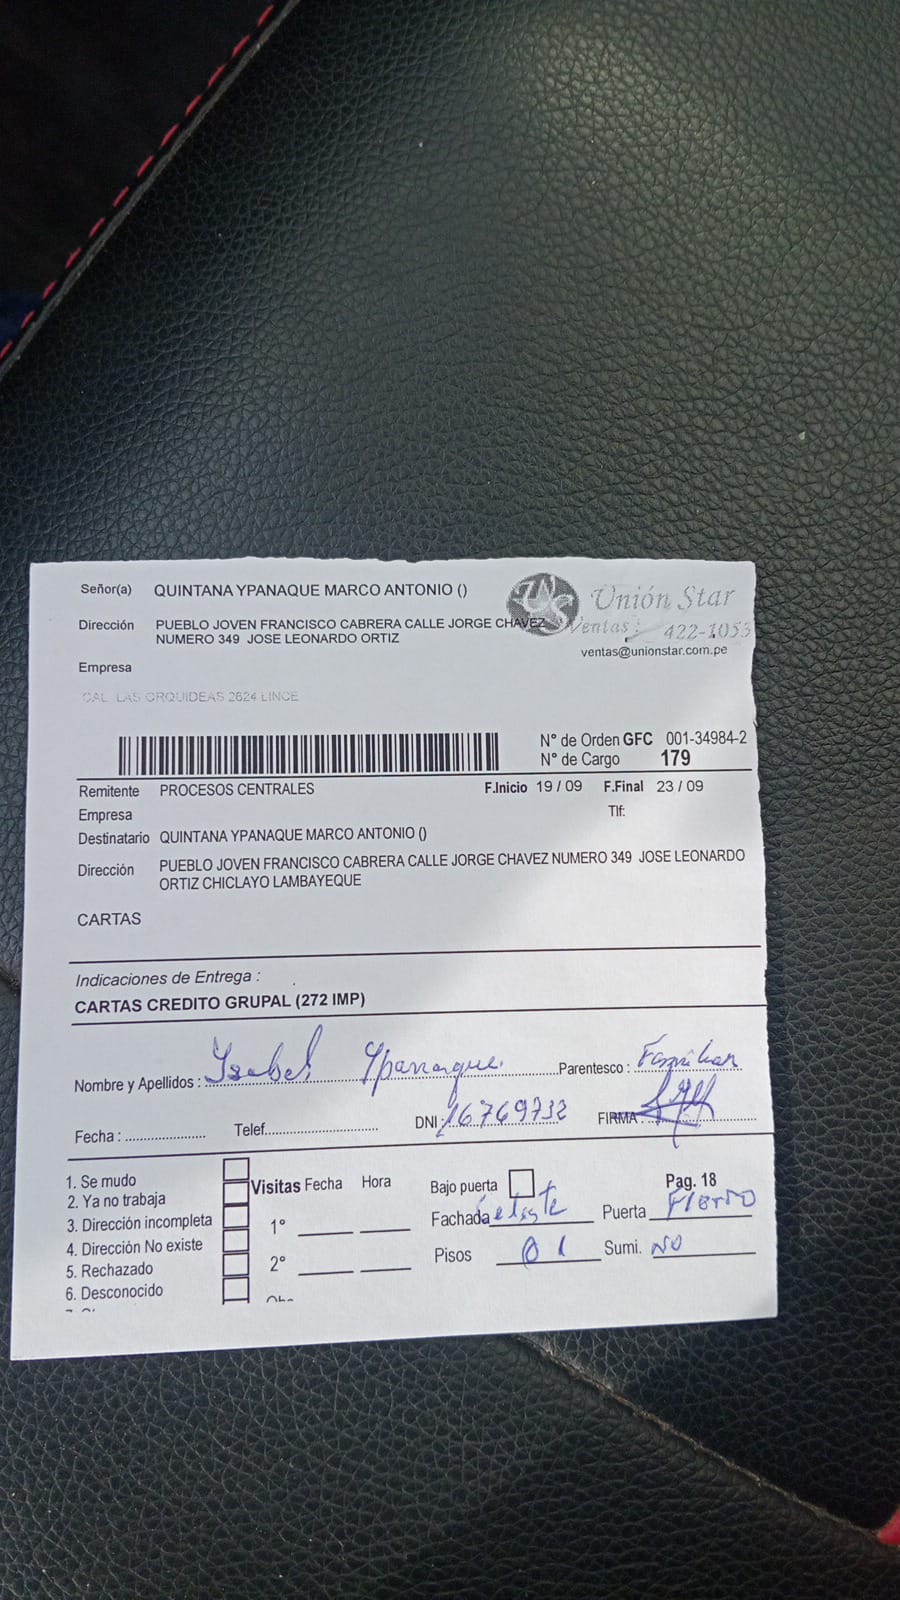 Señor(a) QUINTANA YPANAQUE MARCO ANTONIO ()
Unión Star
Dirección PUEBLO JOVEN FRANCISCO CABRERA CALLE JORGE CHAVEZ
NUMERO 349 JOSE LEONARDO ORTIZ
Ventas: 422-1053
ventas@unionstar.com.pe
Empresa
CAL. LAS ORQUIDEAS 2624 LINCE
N° de Orden GFC 001-34984-2
N° de Cargo 179
Remitente PROCESOS CENTRALES F.Inicio 19 / 09 F.Final 23 / 09
Empresa Tlf:
Destinatario QUINTANA YPANAQUE MARCO ANTONIO ()
Dirección PUEBLO JOVEN FRANCISCO CABRERA CALLE JORGE CHAVEZ NUMERO 349 JOSE LEONARDO
ORTIZ CHICLAYO LAMBAYEQUE
CARTAS
Indicaciones de Entrega :
CARTAS CREDITO GRUPAL (272 IMP)
Nombre y Apellidos : Isabel Ypanaque Parentesco : Familiar
Fecha : Telef. DNI: 16769732 FIRMA
1. Se mudo
2. Ya no trabaja
3. Dirección incompleta
4. Dirección No existe
5. Rechazado
6. Desconocido
Visitas Fecha Hora
1°
2°
Bajo puerta Pag. 18
Fachada Puerta Fierro
Pisos 01 Sumi. NO